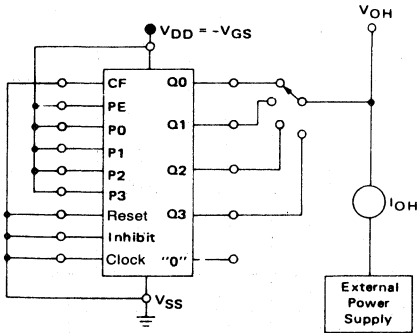 VDD = -VGS
VOH
CF
PE
P0
P1
P2
P3
Reset
Inhibit
Clock
Q0
Q1
Q2
Q3
"0"
VSS
IOH
External
Power
Supply